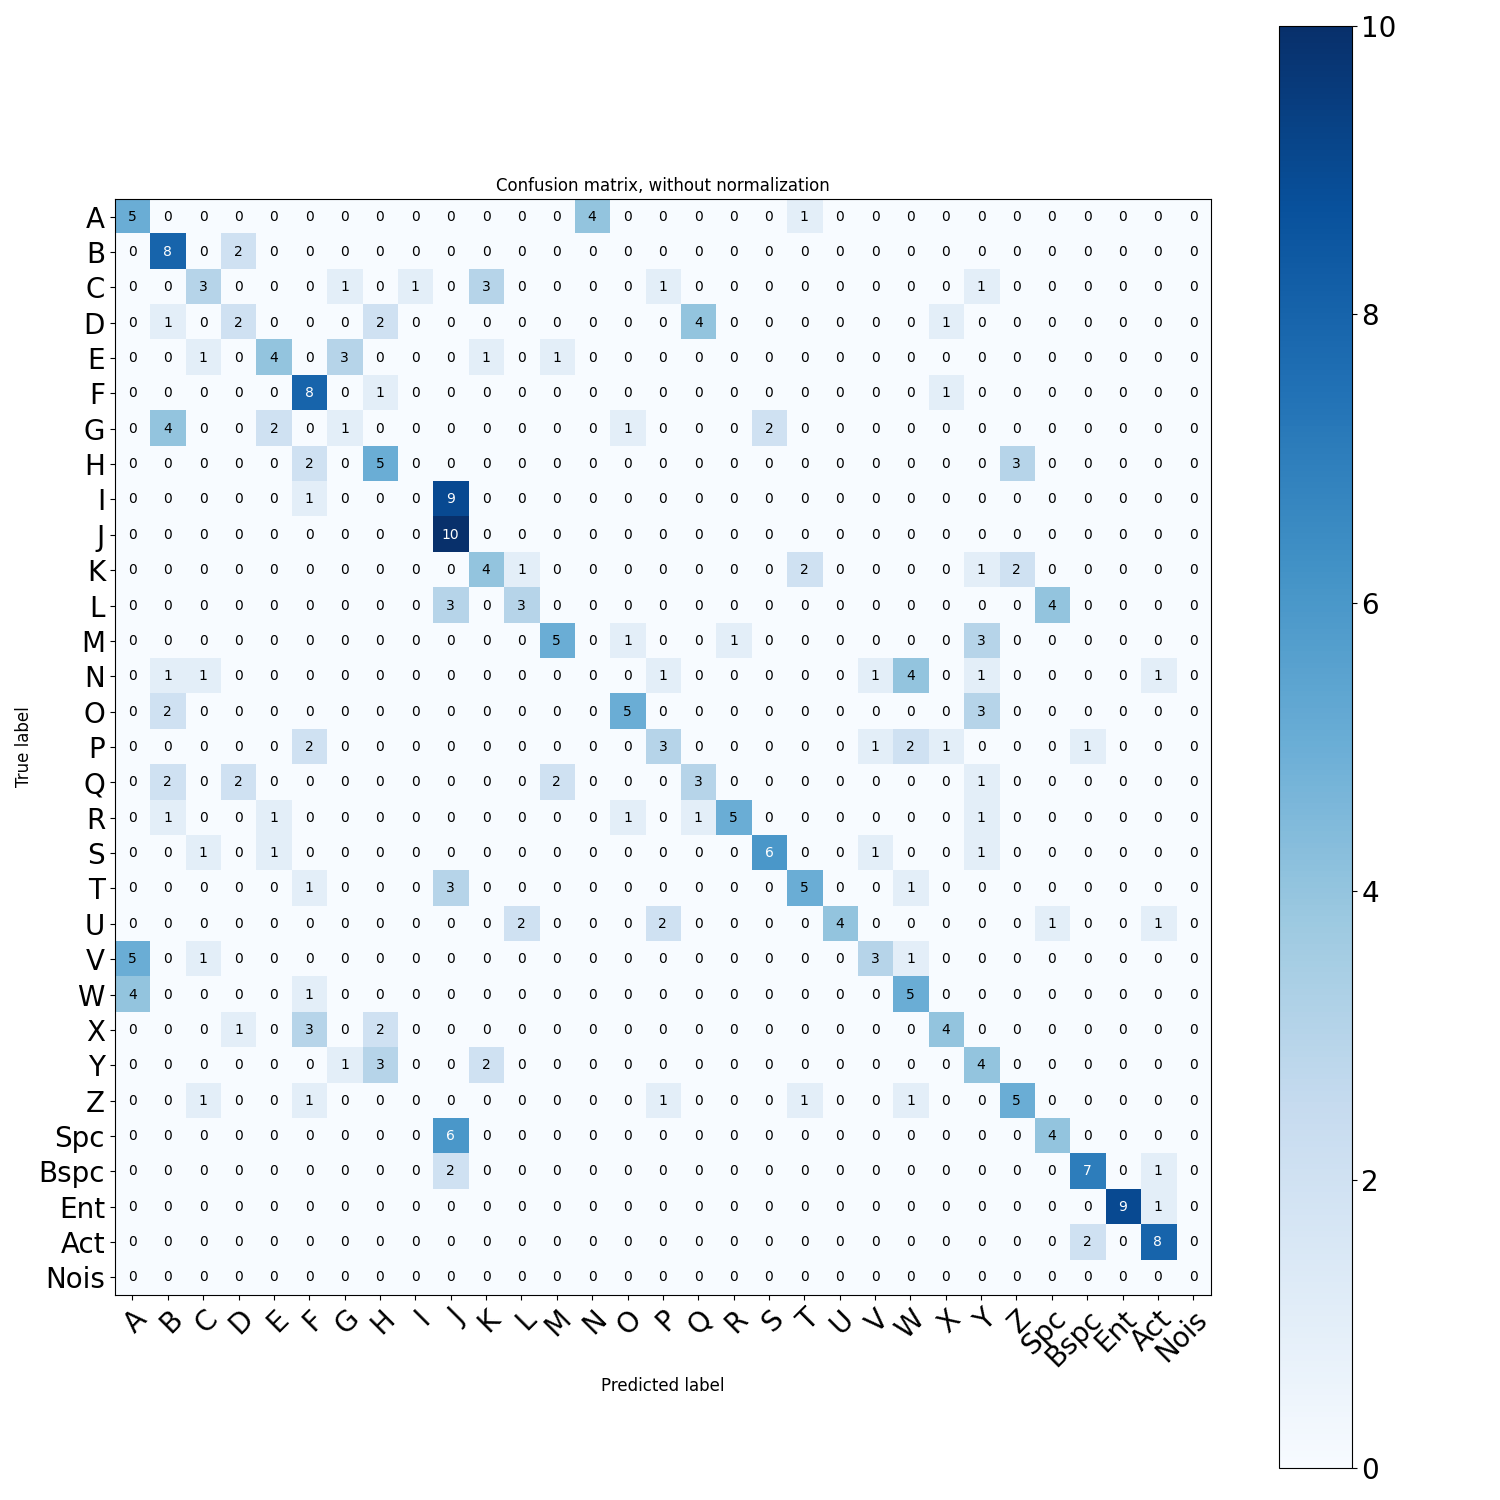 Confusion matrix, without normalization
A 5 0 0 0 0 0 0 0 0 0 0 0 0 4 0 0 0 0 0 1 0 0 0 0 0 0 0 0 0 0 0
B 0 8 0 2 0 0 0 0 0 0 0 0 0 0 0 0 0 0 0 0 0 0 0 0 0 0 0 0 0 0 0
C 0 0 3 0 0 0 1 0 1 0 3 0 0 0 0 1 0 0 0 0 0 0 0 0 1 0 0 0 0 0 0
D 0 1 0 2 0 0 0 2 0 0 0 0 0 0 0 0 4 0 0 0 0 0 0 1 0 0 0 0 0 0 0
E 0 0 1 0 4 0 3 0 0 0 1 0 1 0 0 0 0 0 0 0 0 0 0 0 0 0 0 0 0 0 0
F 0 0 0 0 0 8 0 1 0 0 0 0 0 0 0 0 0 0 0 0 0 0 0 1 0 0 0 0 0 0 0
G 0 4 0 0 2 0 1 0 0 0 0 0 0 0 1 0 0 0 2 0 0 0 0 0 0 0 0 0 0 0 0
H 0 0 0 0 0 2 0 5 0 0 0 0 0 0 0 0 0 0 0 0 0 0 0 0 0 3 0 0 0 0 0
I 0 0 0 0 0 1 0 0 0 9 0 0 0 0 0 0 0 0 0 0 0 0 0 0 0 0 0 0 0 0 0
J 0 0 0 0 0 0 0 0 0 10 0 0 0 0 0 0 0 0 0 0 0 0 0 0 0 0 0 0 0 0 0
K 0 0 0 0 0 0 0 0 0 0 4 1 0 0 0 0 0 0 0 2 0 0 0 0 1 2 0 0 0 0 0
L 0 0 0 0 0 0 0 0 0 3 0 3 0 0 0 0 0 0 0 0 0 0 0 0 0 0 4 0 0 0 0
M 0 0 0 0 0 0 0 0 0 0 0 0 5 0 1 0 0 1 0 0 0 0 0 0 3 0 0 0 0 0 0
N 0 1 1 0 0 0 0 0 0 0 0 0 0 0 0 1 0 0 0 0 0 1 4 0 1 0 0 0 0 1 0
O 0 2 0 0 0 0 0 0 0 0 0 0 0 0 5 0 0 0 0 0 0 0 0 0 3 0 0 0 0 0 0
P 0 0 0 0 0 2 0 0 0 0 0 0 0 0 0 3 0 0 0 0 0 1 2 1 0 0 0 1 0 0 0
Q 0 2 0 2 0 0 0 0 0 0 0 0 2 0 0 0 3 0 0 0 0 0 0 0 1 0 0 0 0 0 0
R 0 1 0 0 1 0 0 0 0 0 0 0 0 0 1 0 1 5 0 0 0 0 0 0 1 0 0 0 0 0 0
S 0 0 1 0 1 0 0 0 0 0 0 0 0 0 0 0 0 0 6 0 0 1 0 0 1 0 0 0 0 0 0
T 0 0 0 0 0 1 0 0 0 3 0 0 0 0 0 0 0 0 0 5 0 0 1 0 0 0 0 0 0 0 0
U 0 0 0 0 0 0 0 0 0 0 0 2 0 0 0 2 0 0 0 0 4 0 0 0 0 0 1 0 0 1 0
V 5 0 1 0 0 0 0 0 0 0 0 0 0 0 0 0 0 0 0 0 0 3 1 0 0 0 0 0 0 0 0
W 4 0 0 0 0 1 0 0 0 0 0 0 0 0 0 0 0 0 0 0 0 0 5 0 0 0 0 0 0 0 0
X 0 0 0 1 0 3 0 2 0 0 0 0 0 0 0 0 0 0 0 0 0 0 0 4 0 0 0 0 0 0 0
Y 0 0 0 0 0 0 1 3 0 0 2 0 0 0 0 0 0 0 0 0 0 0 0 0 4 0 0 0 0 0 0
Z 0 0 1 0 0 1 0 0 0 0 0 0 0 0 0 1 0 0 0 1 0 0 1 0 0 5 0 0 0 0 0
Spc 0 0 0 0 0 0 0 0 0 6 0 0 0 0 0 0 0 0 0 0 0 0 0 0 0 0 4 0 0 0 0
Bspc 0 0 0 0 0 0 0 0 0 2 0 0 0 0 0 0 0 0 0 0 0 0 0 0 0 0 0 7 0 1 0
Ent 0 0 0 0 0 0 0 0 0 0 0 0 0 0 0 0 0 0 0 0 0 0 0 0 0 0 0 0 9 1 0
Act 0 0 0 0 0 0 0 0 0 0 0 0 0 0 0 0 0 0 0 0 0 0 0 0 0 0 0 2 0 8 0
Nois 0 0 0 0 0 0 0 0 0 0 0 0 0 0 0 0 0 0 0 0 0 0 0 0 0 0 0 0 0 0 0
A B C D E F G H I J K L M N O P Q R S T U V W X Y Z Spc Bspc Ent Act Nois
Predicted label
True label
10
8
6
4
2
0